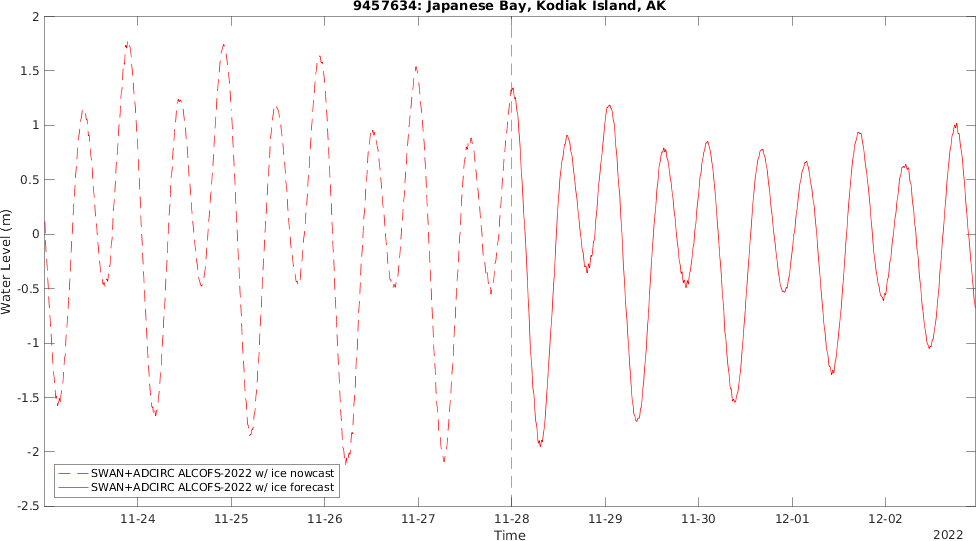 9457634: Japanese Bay, Kodiak Island, AK
2
1.5
1
0.5
0
-0.5
-1
-1.5
-2
-2.5
Water Level (m)
SWAN+ADCIRC ALCOFS-2022 w/ ice nowcast
SWAN+ADCIRC ALCOFS-2022 w/ ice forecast
11-24 11-25 11-26 11-27 11-28 11-29 11-30 12-01 12-02
Time
2022